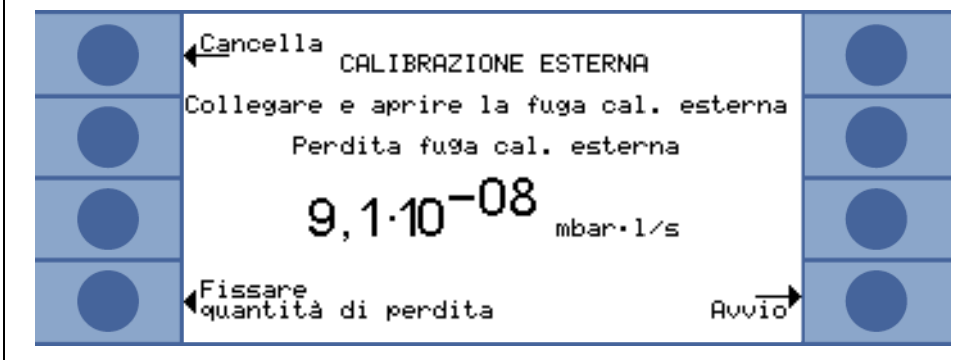 Cancella
CALIBRAZIONE ESTERNA
Collegare e aprire la fuga cal. esterna
Perdita fuga cal. esterna
9,1·10⁻⁰⁸ mbar·l/s
Fissare
quantità di perdita
Avvio